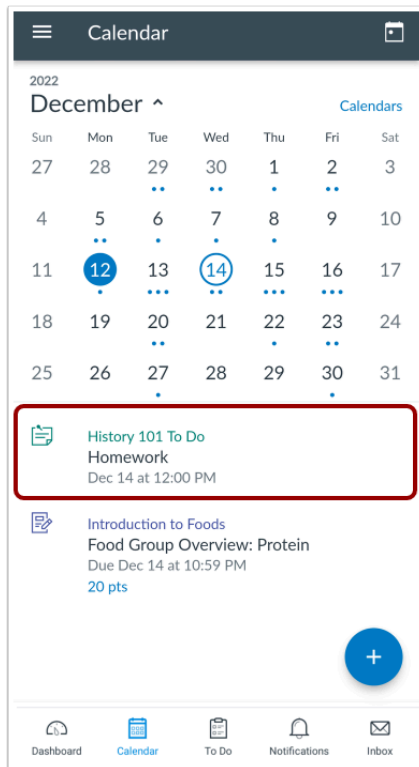 Calendar
2022
December
Calendars
Sun Mon Tue Wed Thu Fri Sat
27 28 29 30 1 2 3
4 5 6 7 8 9 10
11 12 13 14 15 16 17
18 19 20 21 22 23 24
25 26 27 28 29 30 31
History 101 To Do
Homework
Dec 14 at 12:00 PM
Introduction to Foods
Food Group Overview: Protein
Due Dec 14 at 10:59 PM
20 pts
+
Dashboard Calendar To Do Notifications Inbox